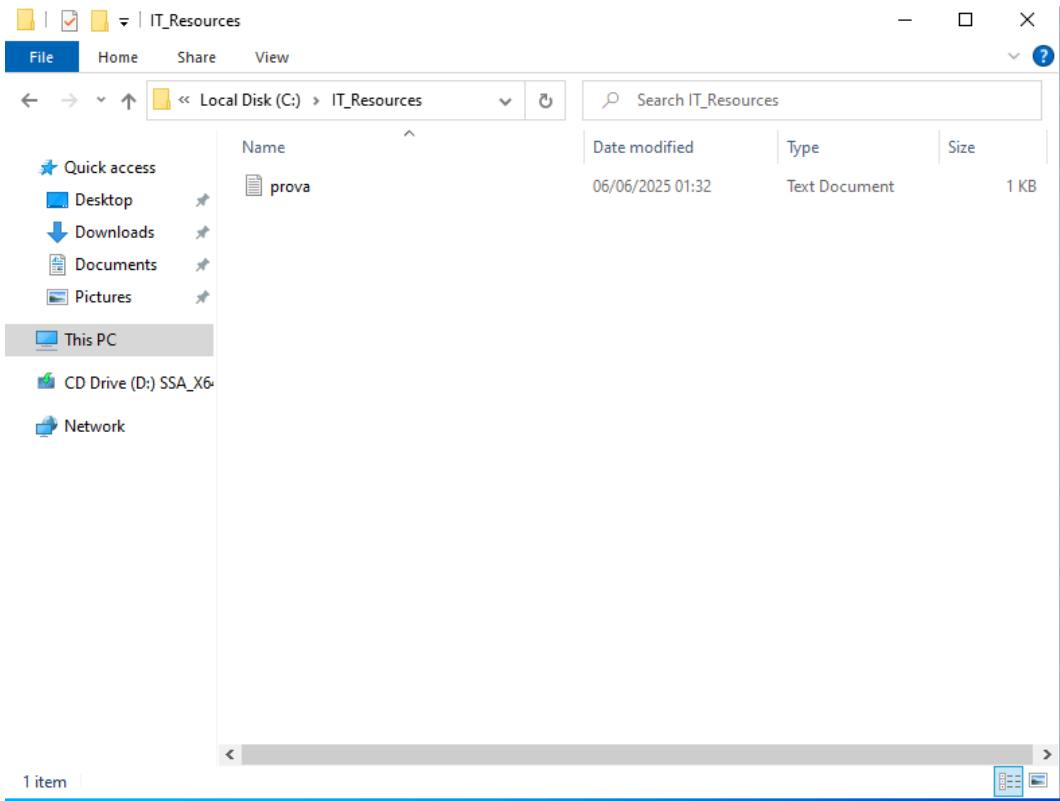 IT_Resources
File Home Share View
« Local Disk (C:) › IT_Resources Search IT_Resources
Name Date modified Type Size
Quick access
prova 06/06/2025 01:32 Text Document 1 KB
Desktop
Downloads
Documents
Pictures
This PC
CD Drive (D:) SSA_X6
Network
1 item